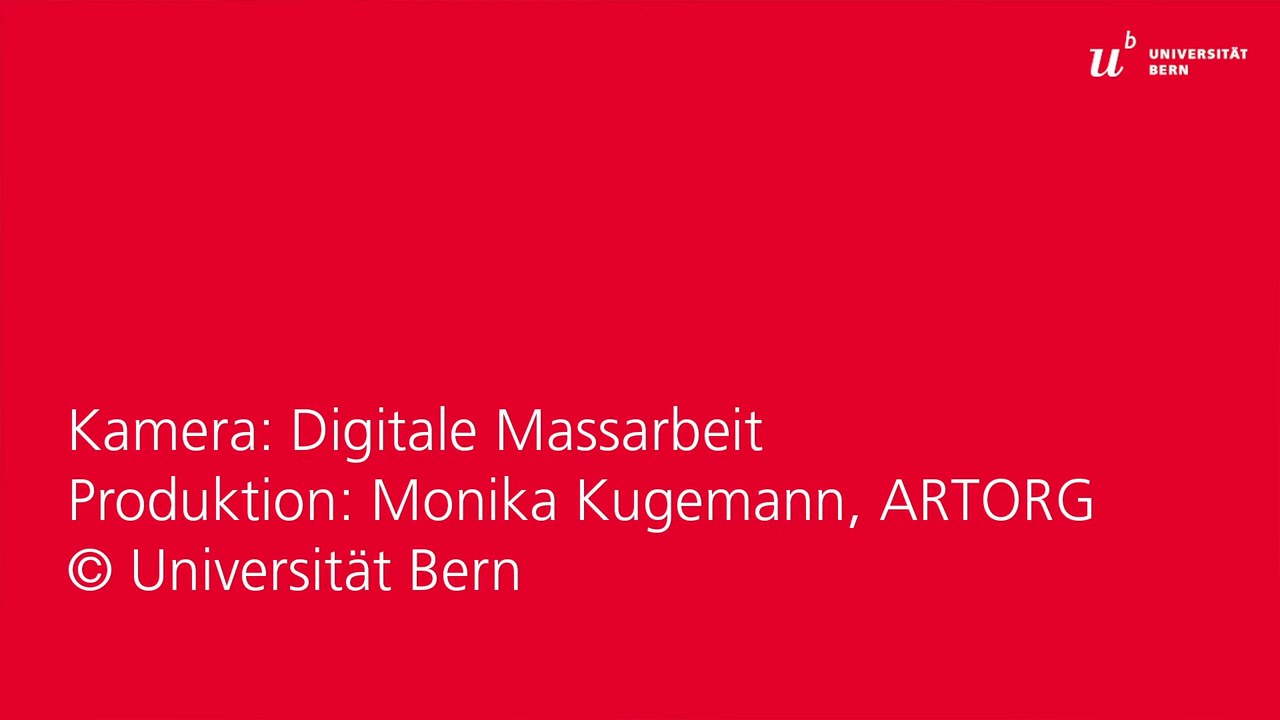 u^b UNIVERSITÄT
BERN
Kamera: Digitale Massarbeit
Produktion: Monika Kugemann, ARTORG
© Universität Bern